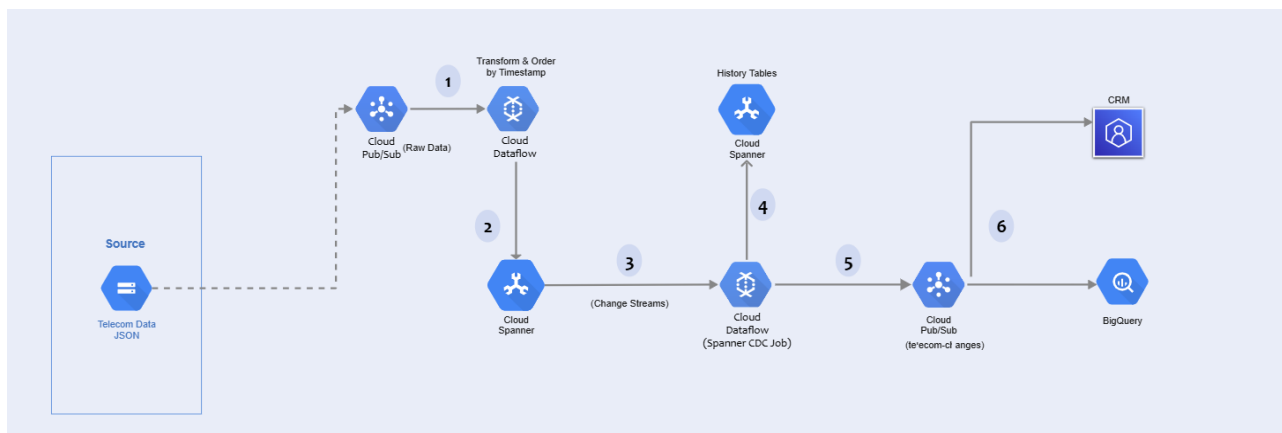 1
Transform & Order
by Timestamp
History Tables
CRM
Cloud
Pub/Sub
(Raw Data)
Cloud
Dataflow
Cloud
Spanner
2
4
6
Source
3
5
Telecom Data
JSON
Cloud
Spanner
(Change Streams)
Cloud
Dataflow
(Spanner CDC Job)
Cloud
Pub/Sub
BigQuery